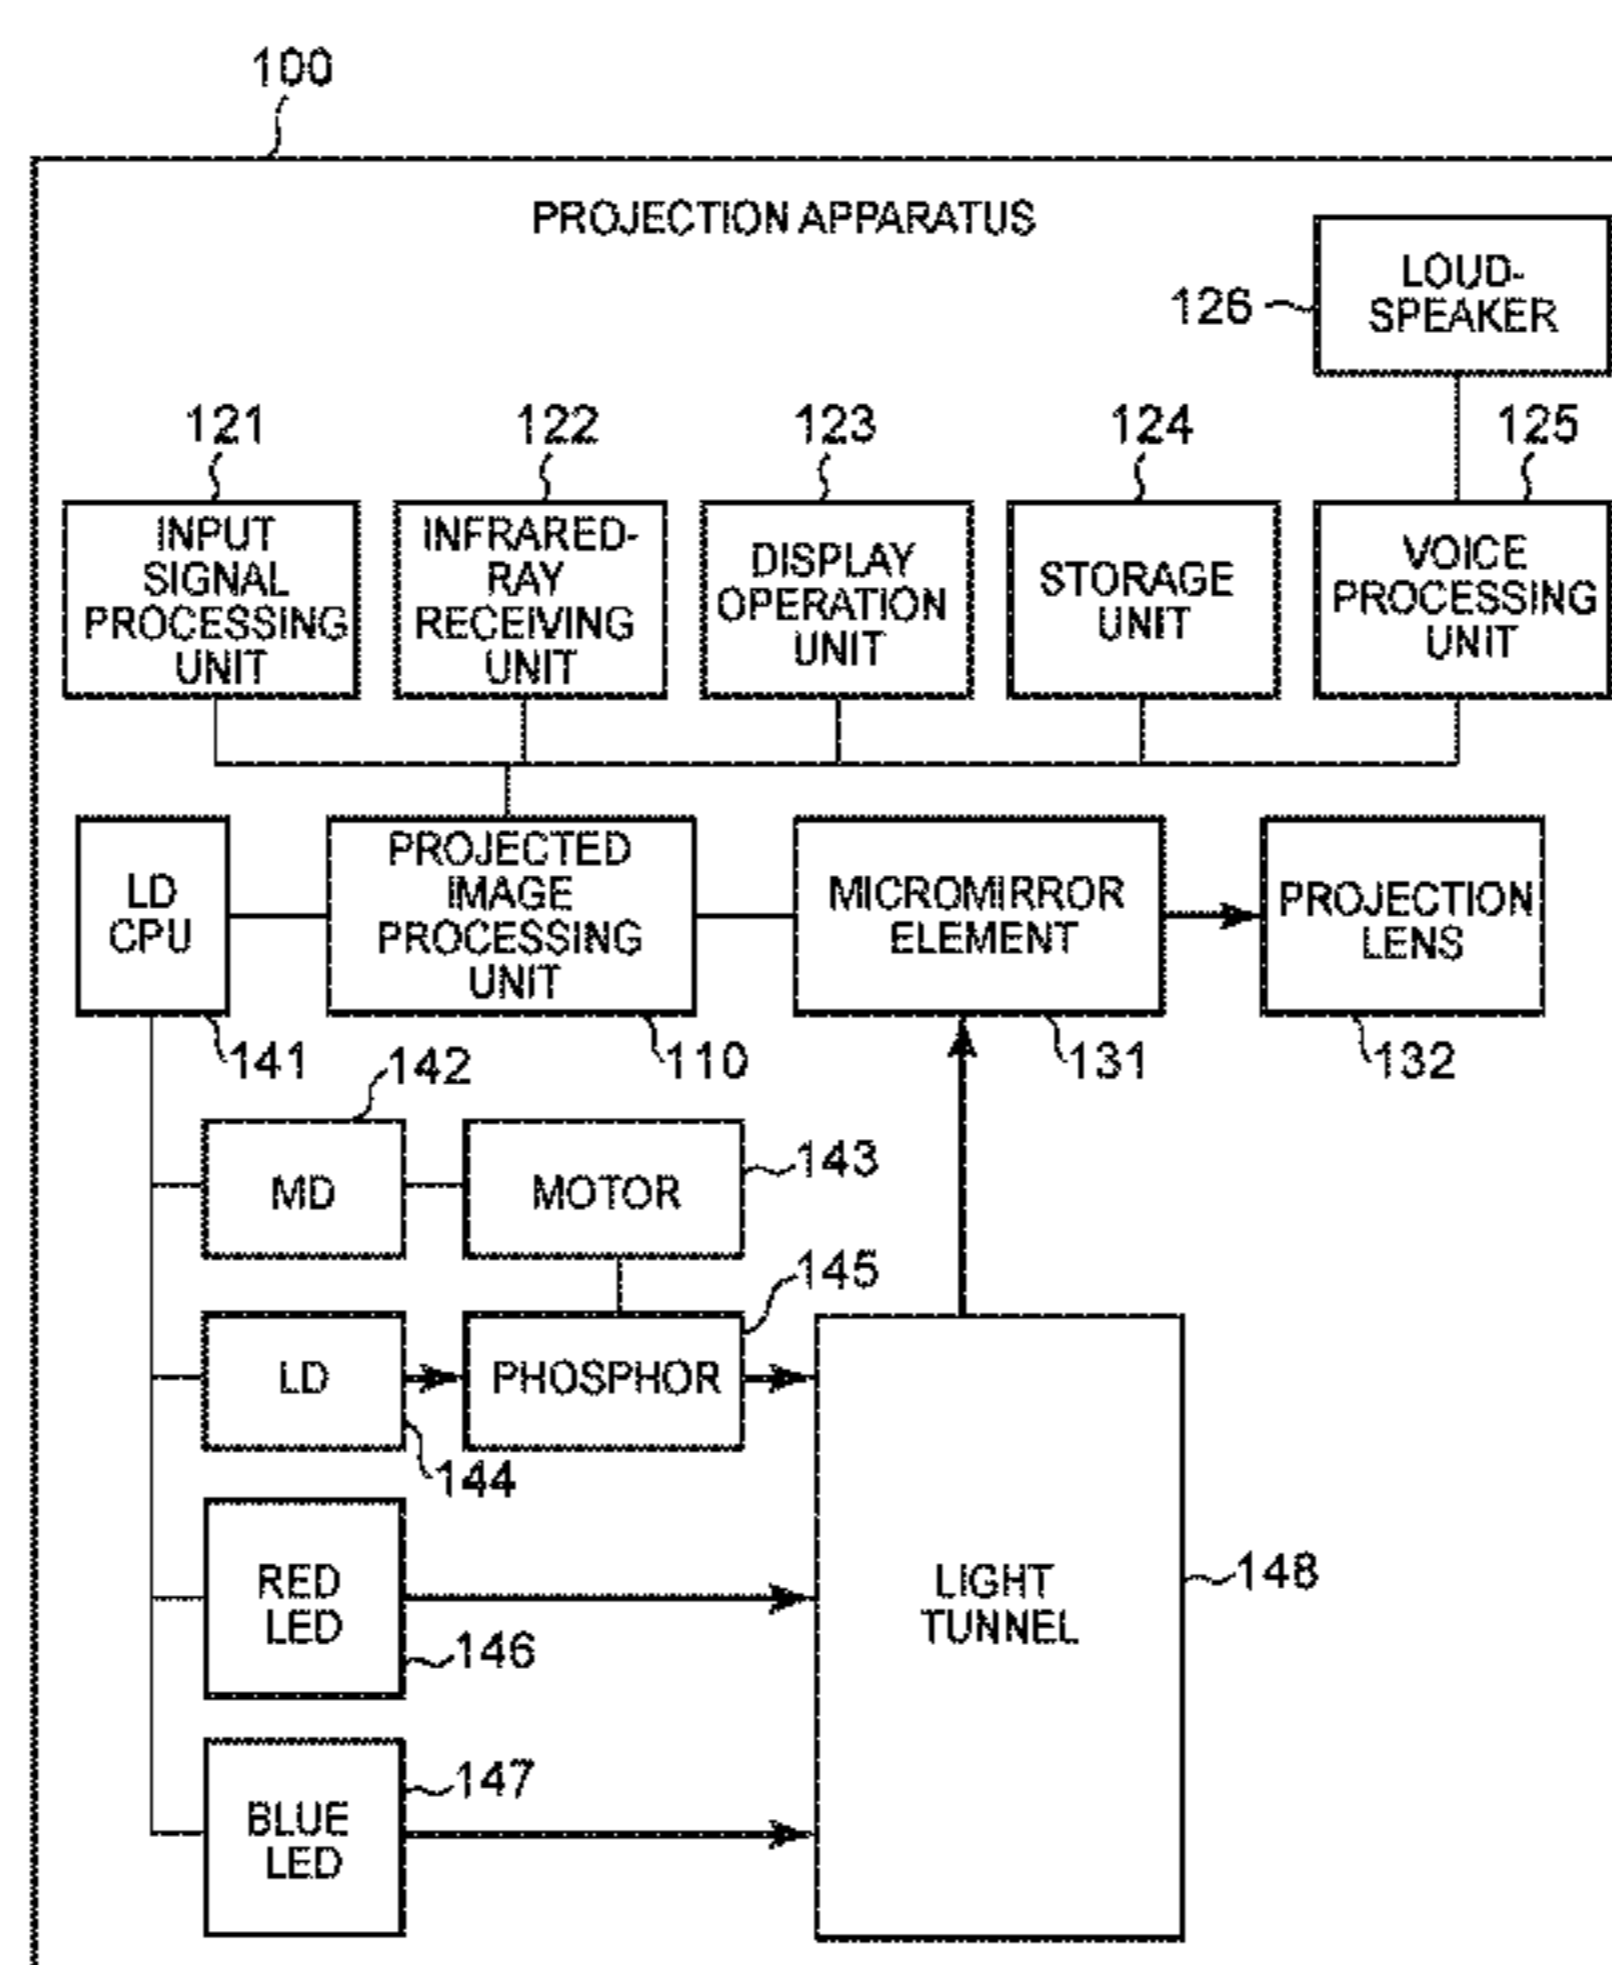 100
PROJECTION APPARATUS
LOUD-
SPEAKER
126
121
122
123
124
125
INPUT
SIGNAL
PROCESSING
UNIT
INFRARED-
RAY
RECEIVING
UNIT
DISPLAY
OPERATION
UNIT
STORAGE
UNIT
VOICE
PROCESSING
UNIT
LD
CPU
PROJECTED
IMAGE
PROCESSING
UNIT
MICROMIRROR
ELEMENT
PROJECTION
LENS
141
110
131
132
142
MD
MOTOR
143
145
LD
PHOSPHOR
144
RED
LED
146
LIGHT
TUNNEL
148
147
BLUE
LED